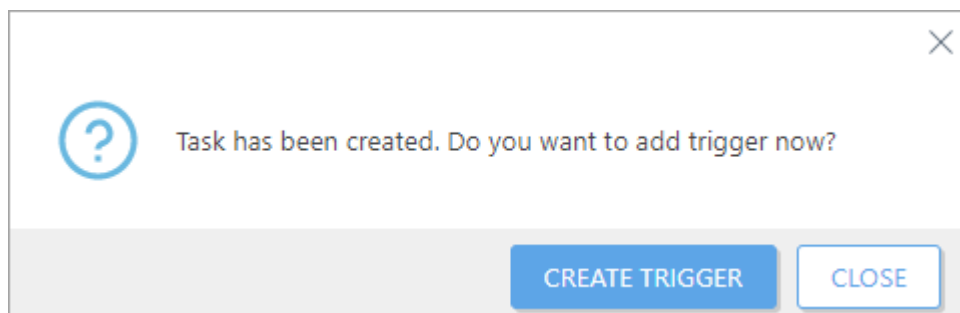 Task has been created. Do you want to add trigger now?
CREATE TRIGGER
CLOSE